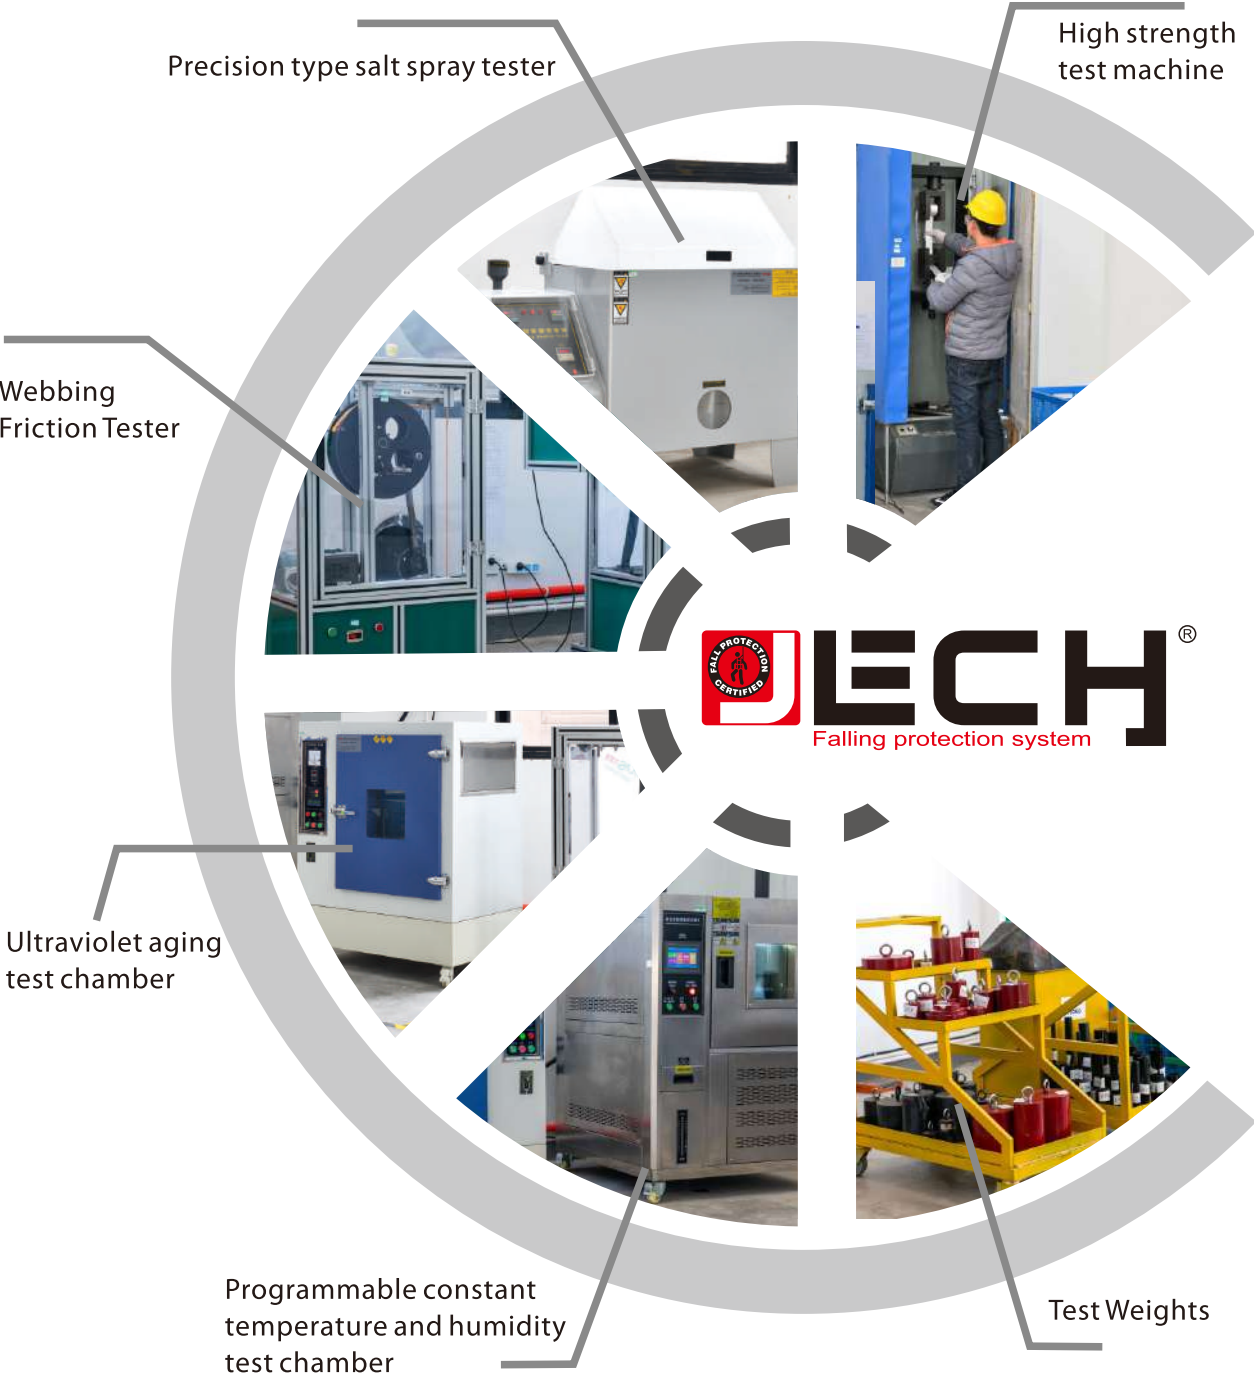 Precision type salt spray tester
High strength
test machine
Webbing
Friction Tester
FALL PROTECTION
CERTIFIED
JECH®
Falling protection system
Ultraviolet aging
test chamber
Programmable constant
temperature and humidity
test chamber
Test Weights